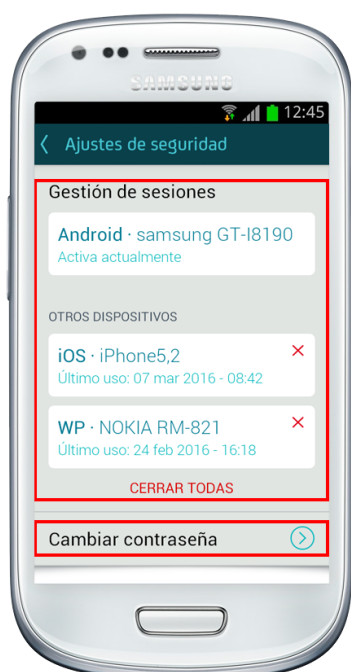 SAMSUNG
12:45
Ajustes de seguridad
Gestión de sesiones
Android · samsung GT-I8190
Activa actualmente
OTROS DISPOSITIVOS
iOS · iPhone5,2
Último uso: 07 mar 2016 - 08:42
WP · NOKIA RM-821
Último uso: 24 feb 2016 - 16:18
CERRAR TODAS
Cambiar contraseña